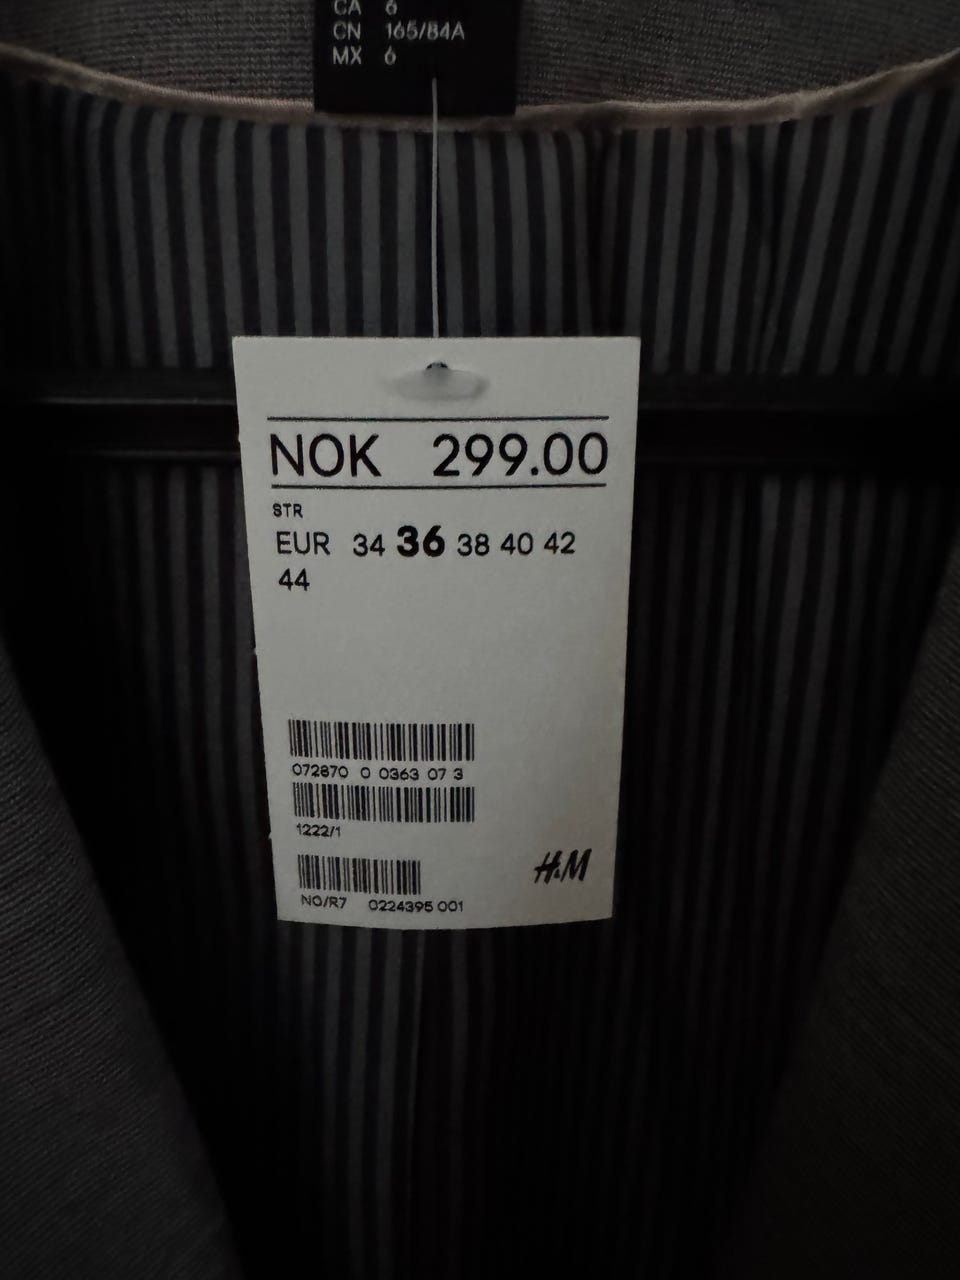 CA 6
CN 165/84A
MX 6
NOK 299.00
STR
EUR 34 36 38 40 42
44
072870 0 0363 07 3
1222/1
H&M
NO/R7 0224395 001